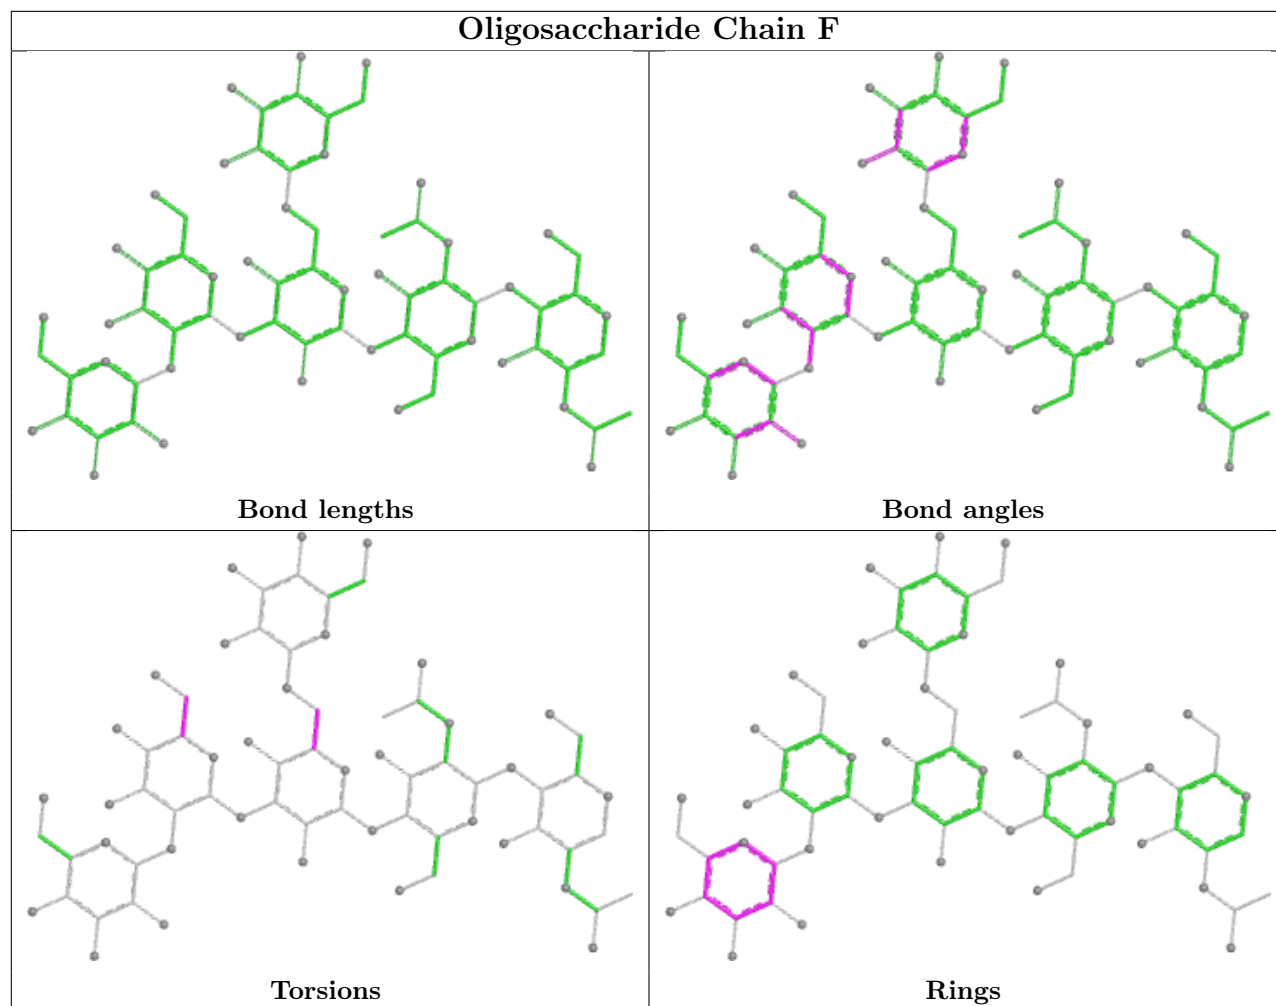 Oligosaccharide Chain F
Bond lengths
Bond angles
Torsions
Rings